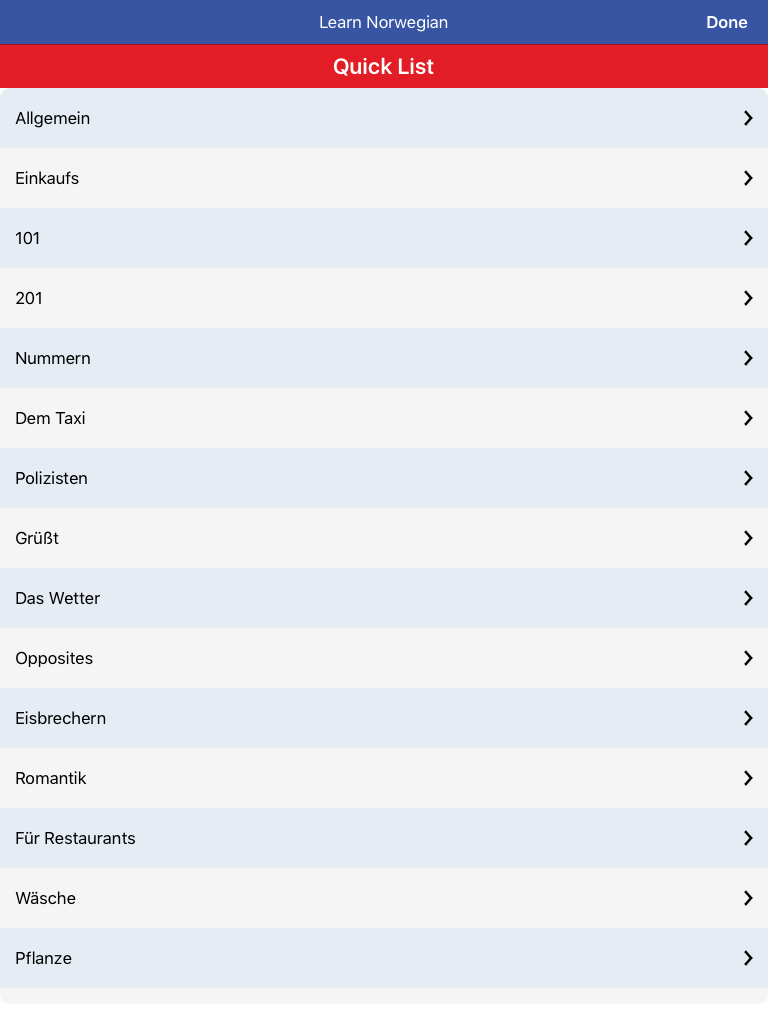 Learn Norwegian
Done
Quick List
Allgemein
Einkaufs
101
201
Nummern
Dem Taxi
Polizisten
Grüßt
Das Wetter
Opposites
Eisbrechern
Romantik
Für Restaurants
Wäsche
Pflanze